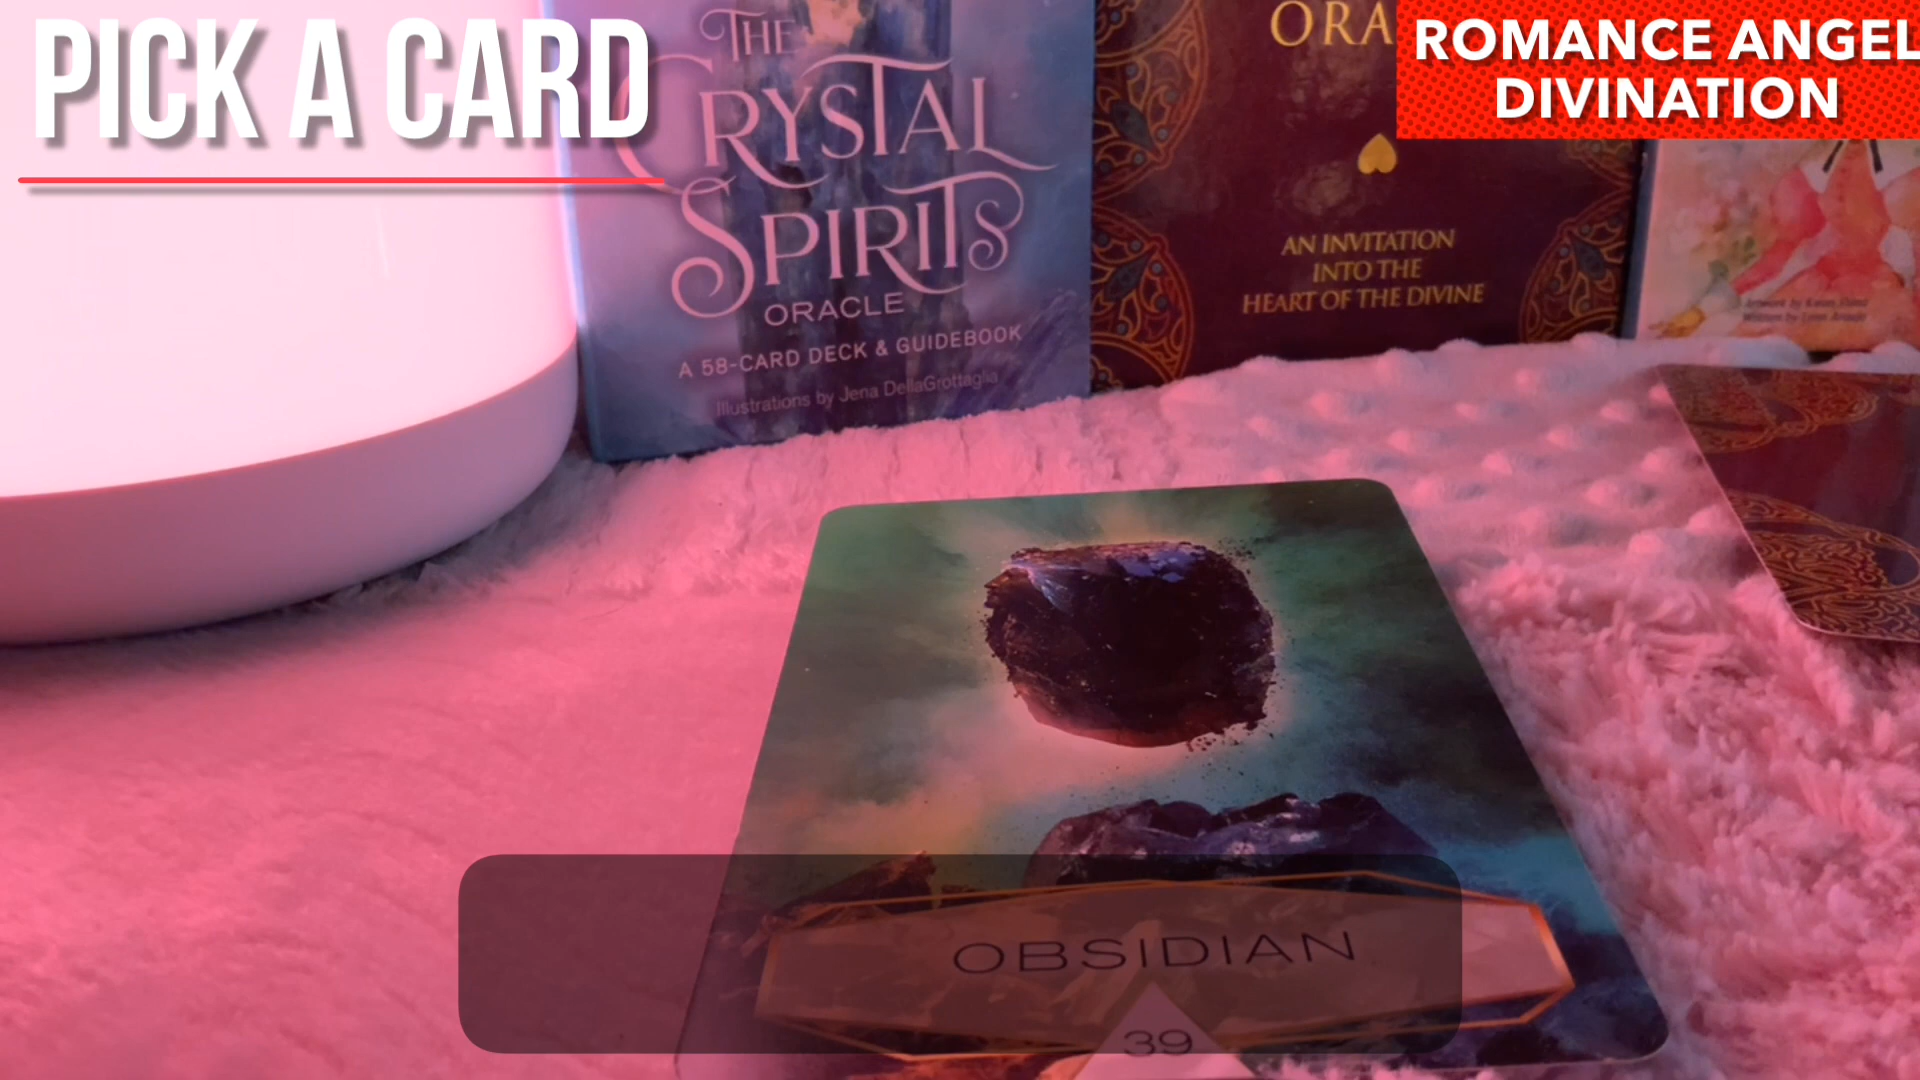 PICK A CARD
THE
CRYSTAL
SPIRITS
ORACLE
A 58-CARD DECK & GUIDEBOOK
Illustrations by Jena DellaGrottaglia
ORA
AN INVITATION
INTO THE
HEART OF THE DIVINE
ROMANCE ANGEL
DIVINATION
OBSIDIAN
39